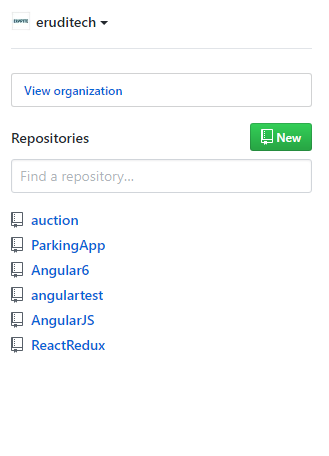 eruditech
View organization
Repositories
New
Find a repository...
auction
ParkingApp
Angular6
angulartest
AngularJS
ReactRedux